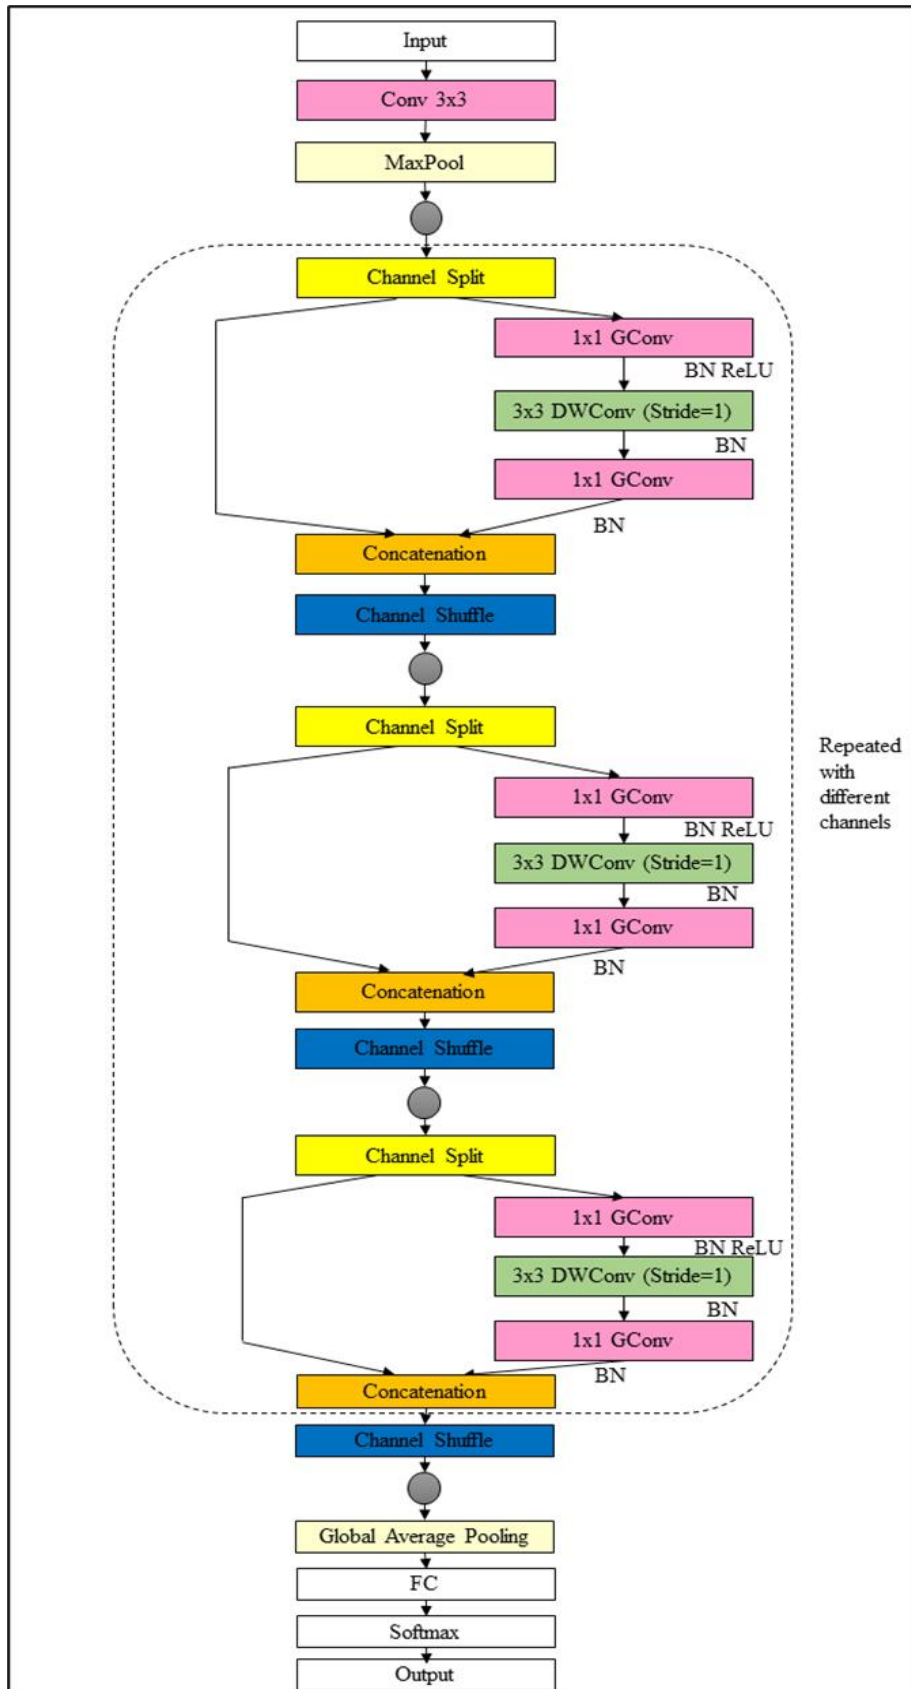 Input
Conv 3x3
MaxPool
Channel Split
1x1 GConv
BN ReLU
3x3 DWConv (Stride=1)
BN
1x1 GConv
BN
Concatenation
Channel Shuffle
Channel Split
1x1 GConv
BN ReLU
3x3 DWConv (Stride=1)
BN
1x1 GConv
BN
Concatenation
Channel Shuffle
Channel Split
1x1 GConv
BN ReLU
3x3 DWConv (Stride=1)
BN
1x1 GConv
BN
Concatenation
Channel Shuffle
Global Average Pooling
FC
Softmax
Output
Repeated
with
different
channels